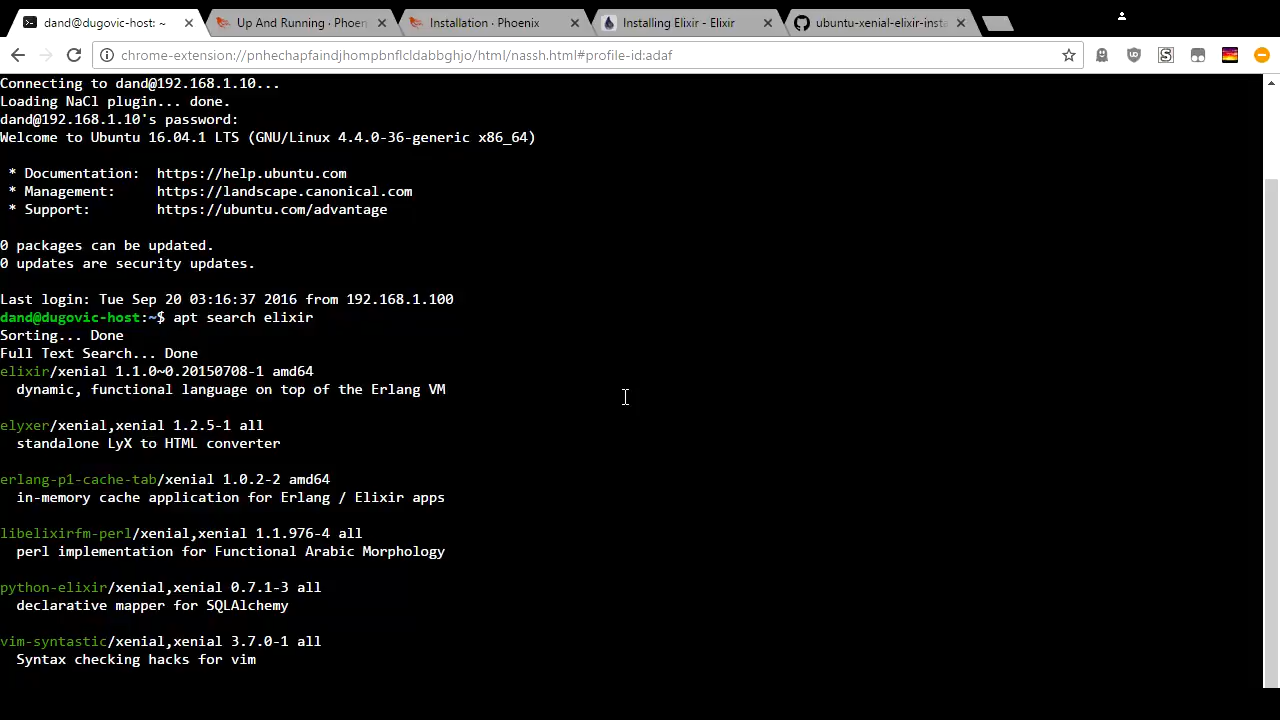 dand@dugovic-host: ~
Up And Running · Phoen
Installation · Phoenix
Installing Elixir - Elixir
ubuntu-xenial-elixir-insta
chrome-extension://pnhechapfaindjhompbnflcldabbghjo/html/nassh.html#profile-id:adaf
Connecting to dand@192.168.1.10...
Loading NaCl plugin... done.
dand@192.168.1.10's password:
Welcome to Ubuntu 16.04.1 LTS (GNU/Linux 4.4.0-36-generic x86_64)
* Documentation: https://help.ubuntu.com
* Management: https://landscape.canonical.com
* Support: https://ubuntu.com/advantage
0 packages can be updated.
0 updates are security updates.
Last login: Tue Sep 20 03:16:37 2016 from 192.168.1.100
dand@dugovic-host:~$ apt search elixir
Sorting... Done
Full Text Search... Done
elixir/xenial 1.1.0~0.20150708-1 amd64
dynamic, functional language on top of the Erlang VM
elyxer/xenial,xenial 1.2.5-1 all
standalone LyX to HTML converter
erlang-p1-cache-tab/xenial 1.0.2-2 amd64
in-memory cache application for Erlang / Elixir apps
libelixirfm-perl/xenial,xenial 1.1.976-4 all
perl implementation for Functional Arabic Morphology
python-elixir/xenial,xenial 0.7.1-3 all
declarative mapper for SQLAlchemy
vim-syntastic/xenial,xenial 3.7.0-1 all
Syntax checking hacks for vim